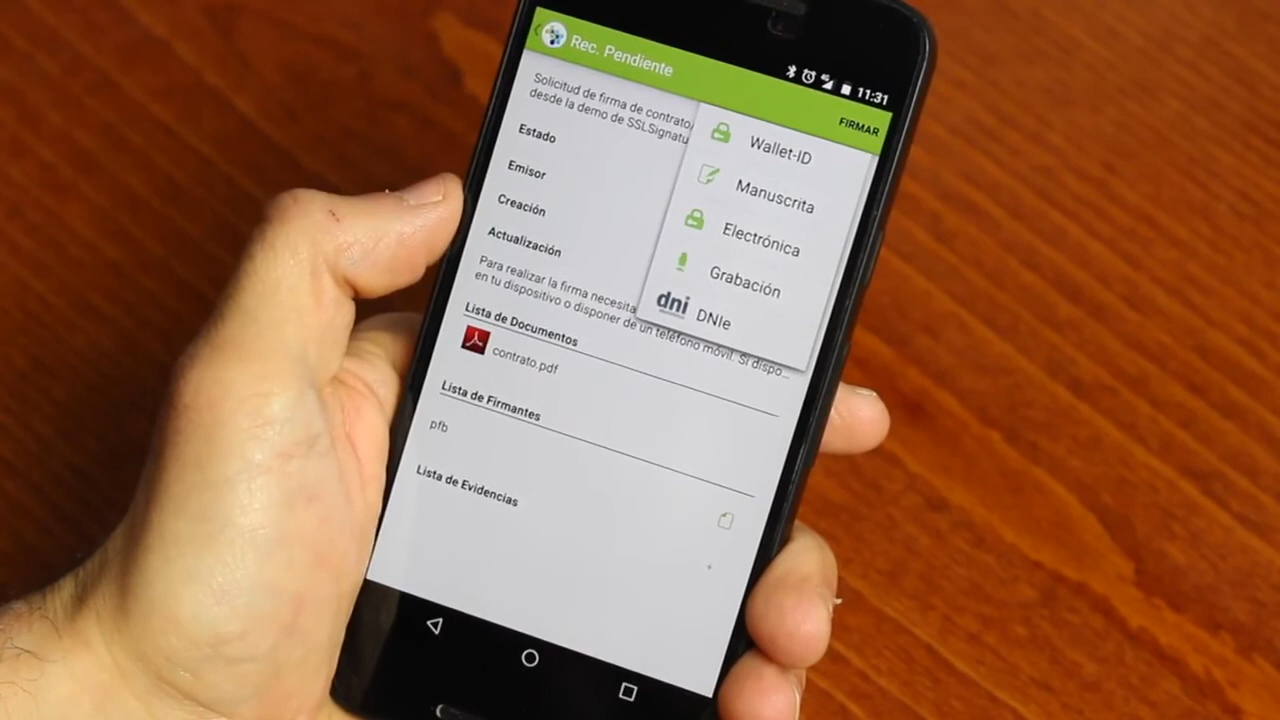 Rec. Pendiente
4G
11:31
FIRMAR
Solicitud de firma de contrato/
desde la demo de SSLSignatu
Wallet-ID
Manuscrita
Electrónica
Grabación
dni DNIe
Estado
Emisor
Creación
Actualización
Para realizar la firma necesita
en tu dispositivo o disponer de un teléfono móvil. Si dispo...
Lista de Documentos
contrato.pdf
Lista de Firmantes
pfb
Lista de Evidencias